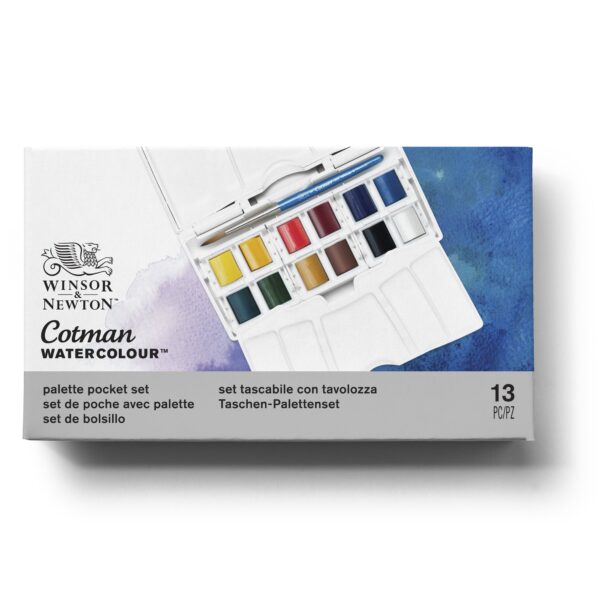 WINSOR
&
NEWTON™
Cotman
WATERCOLOUR™
palette pocket set
set de poche avec palette
set de bolsillo
set tascabile con tavolozza
Taschen-Palettenset
13
PC/PZ
Cotman